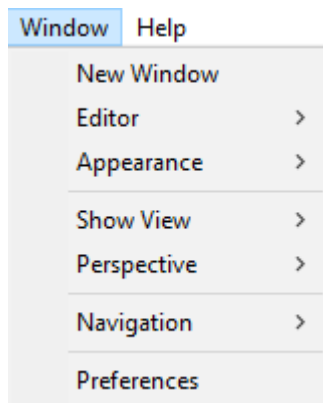 Window Help
New Window
Editor
Appearance
Show View
Perspective
Navigation
Preferences